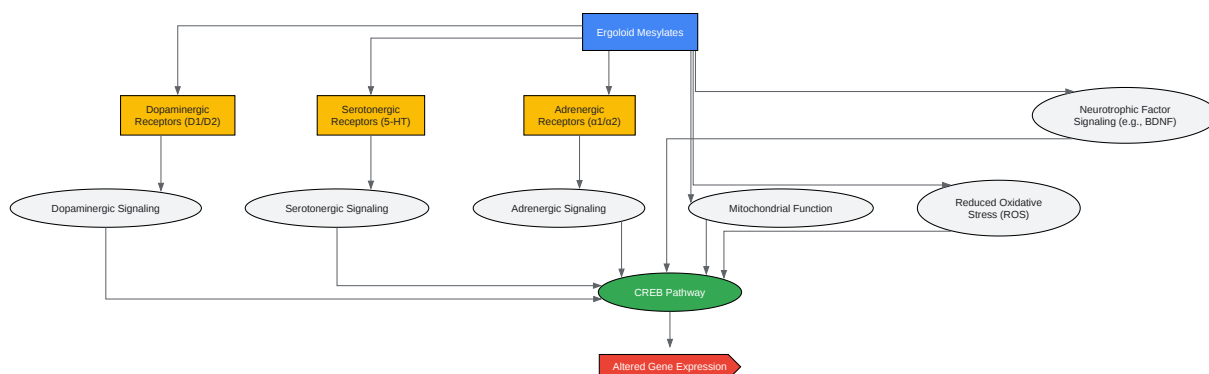 Ergoloid Mesylates
Dopaminergic
Receptors (D1/D2)
Serotonergic
Receptors (5-HT)
Adrenergic
Receptors (α1/α2)
Neurotrophic Factor
Signaling (e.g., BDNF)
Dopaminergic Signaling
Serotonergic Signaling
Adrenergic Signaling
Mitochondrial Function
Reduced Oxidative
Stress (ROS)
CREB Pathway
Altered Gene Expression